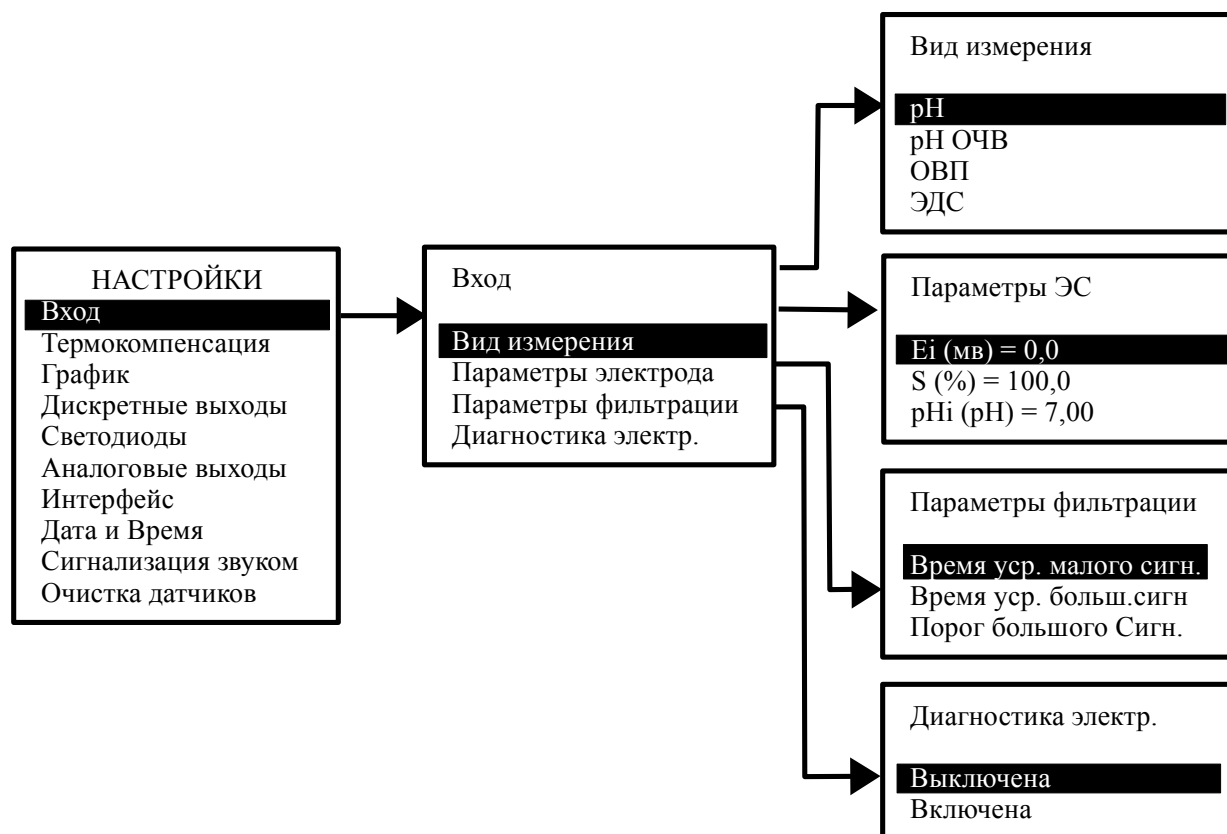 НАСТРОЙКИ
Вход
Термокомпенсация
График
Дискретные выходы
Светодиоды
Аналоговые выходы
Интерфейс
Дата и Время
Сигнализация звуком
Очистка датчиков
Вход
Вид измерения
Параметры электрода
Параметры фильтрации
Диагностика электр.
Вид измерения
рН
рН ОЧВ
ОВП
ЭДС
Параметры ЭС
Ei (мв) = 0,0
S (%) = 100,0
pHi (pH) = 7,00
Параметры фильтрации
Время уср. малого сигн.
Время уср. больш.сигн
Порог большого Сигн.
Диагностика электр.
Выключена
Включена